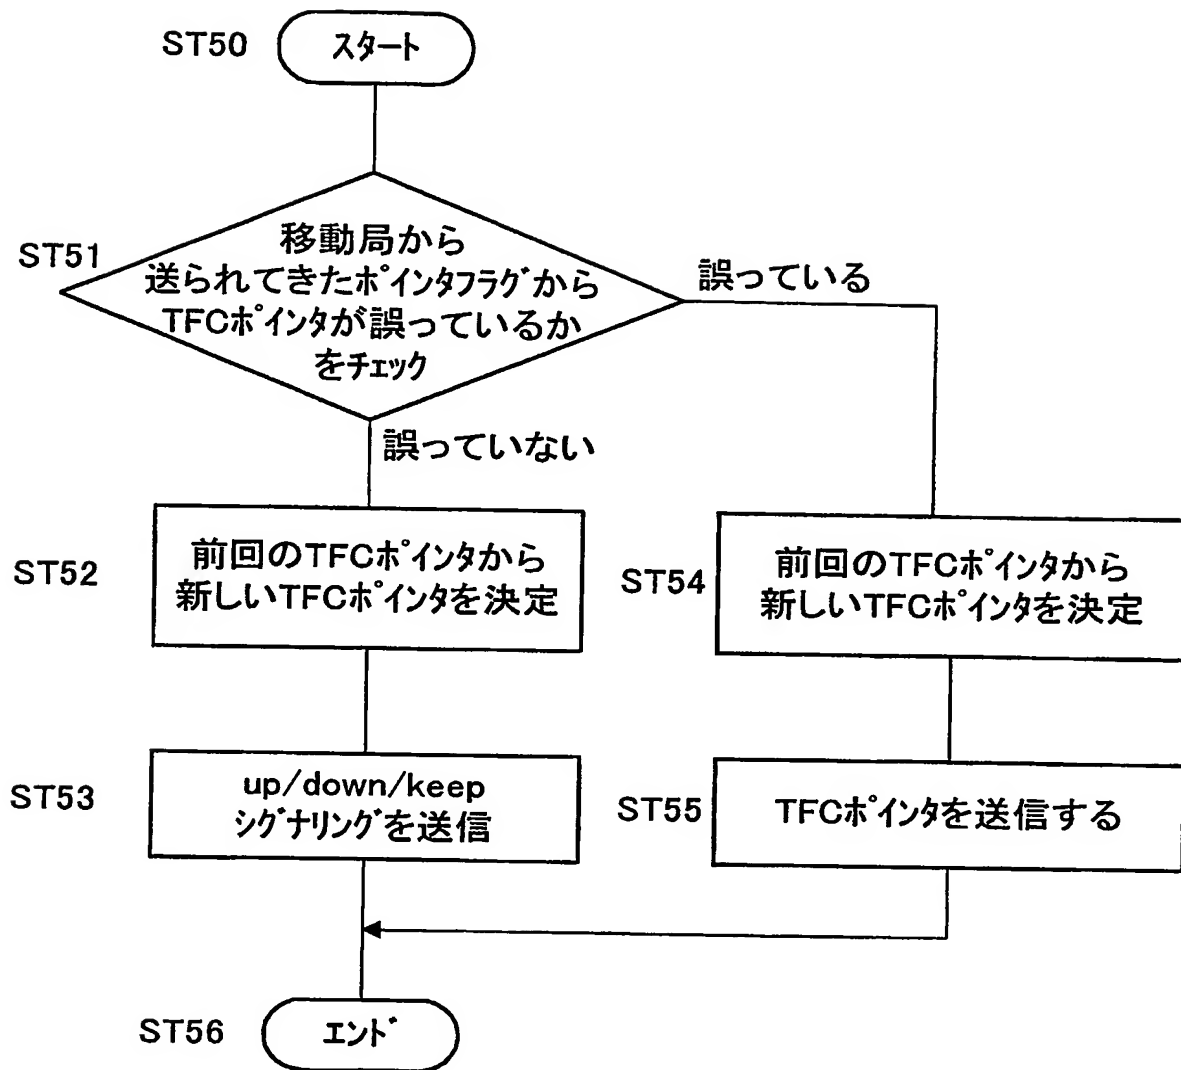 ST50
スタート
ST51
移動局から
送られてきたポインタフラグから
TFCポインタが誤っているか
をチェック
誤っている
誤っていない
ST52
前回のTFCポインタから
新しいTFCポインタを決定
ST54
前回のTFCポインタから
新しいTFCポインタを決定
ST53
up/down/keep
シグナリングを送信
ST55
TFCポインタを送信する
ST56
エンド